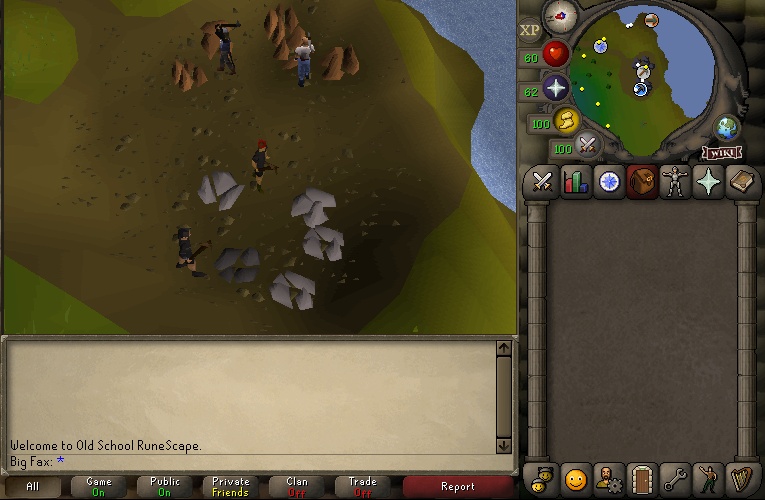 XP
60
62
100
100
WIKI
Welcome to Old School RuneScape.
Big Fax: *
All
Game
On
Public
On
Private
Friends
Clan
Off
Trade
Off
Report